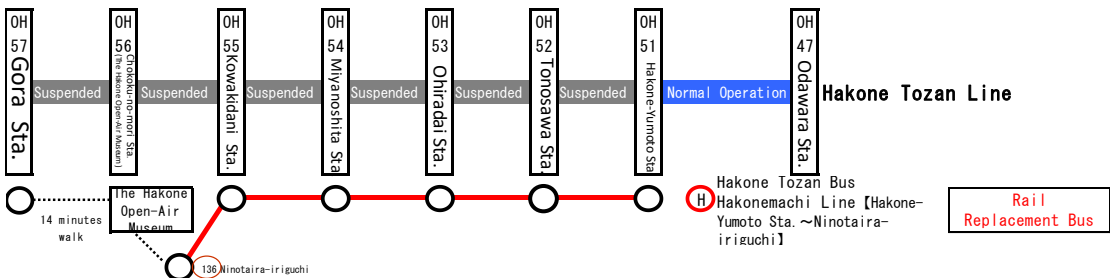 OH
57
Gora Sta.
OH
56
Chokoku-no-mori Sta.
(The Hakone Open-Air Museum)
OH
55
Kowakidani Sta.
OH
54
Miyanoshita Sta
OH
53
Ohiradai Sta.
OH
52
Tonosawa Sta.
OH
51
Hakone-Yumoto Sta
OH
47
Odawara Sta.
Suspended
Suspended
Suspended
Suspended
Suspended
Suspended
Normal Operation
Hakone Tozan Line
14 minutes
walk
The Hakone
Open-Air
Museum
136 Ninotaira-iriguchi
H
Hakone Tozan Bus
Hakonemachi Line【Hakone-
Yumoto Sta.～Ninotaira-
iriguchi】
Rail
Replacement Bus